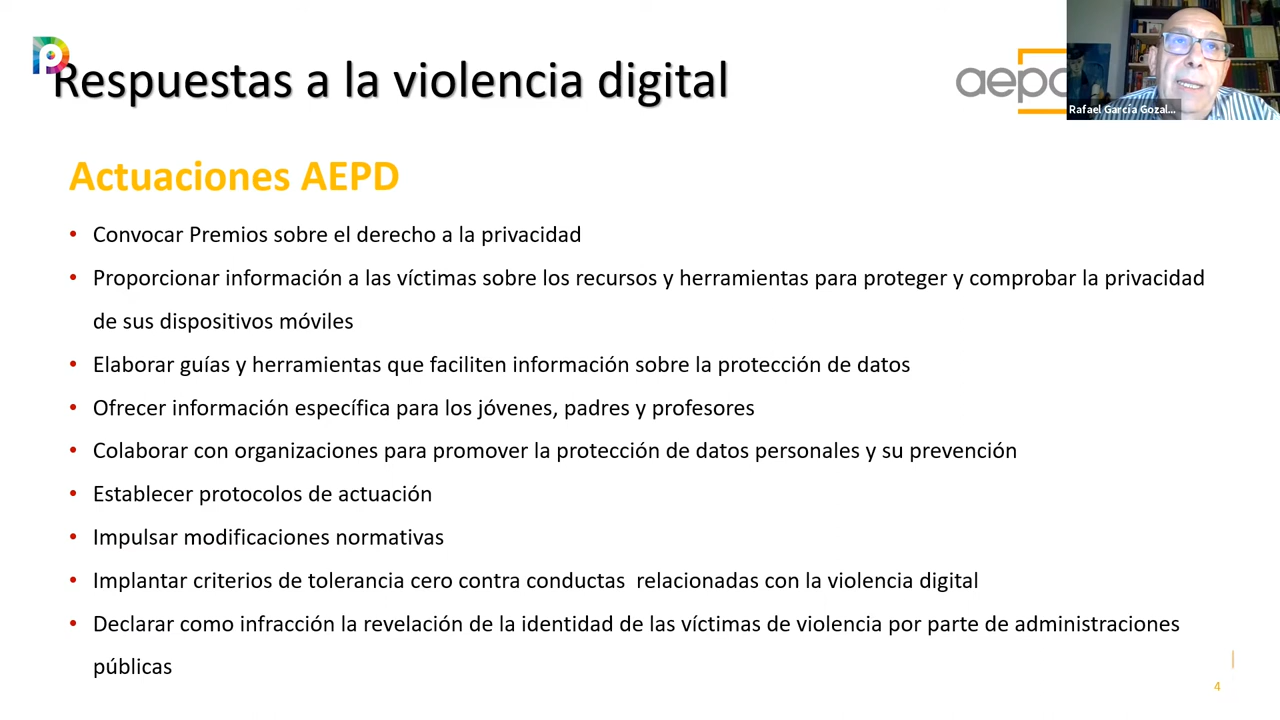 Respuestas a la violencia digital
Rafael García Gozal...
Actuaciones AEPD
• Convocar Premios sobre el derecho a la privacidad
• Proporcionar información a las víctimas sobre los recursos y herramientas para proteger y comprobar la privacidad
de sus dispositivos móviles
• Elaborar guías y herramientas que faciliten información sobre la protección de datos
• Ofrecer información específica para los jóvenes, padres y profesores
• Colaborar con organizaciones para promover la protección de datos personales y su prevención
• Establecer protocolos de actuación
• Impulsar modificaciones normativas
• Implantar criterios de tolerancia cero contra conductas  relacionadas con la violencia digital
• Declarar como infracción la revelación de la identidad de las víctimas de violencia por parte de administraciones
públicas
4